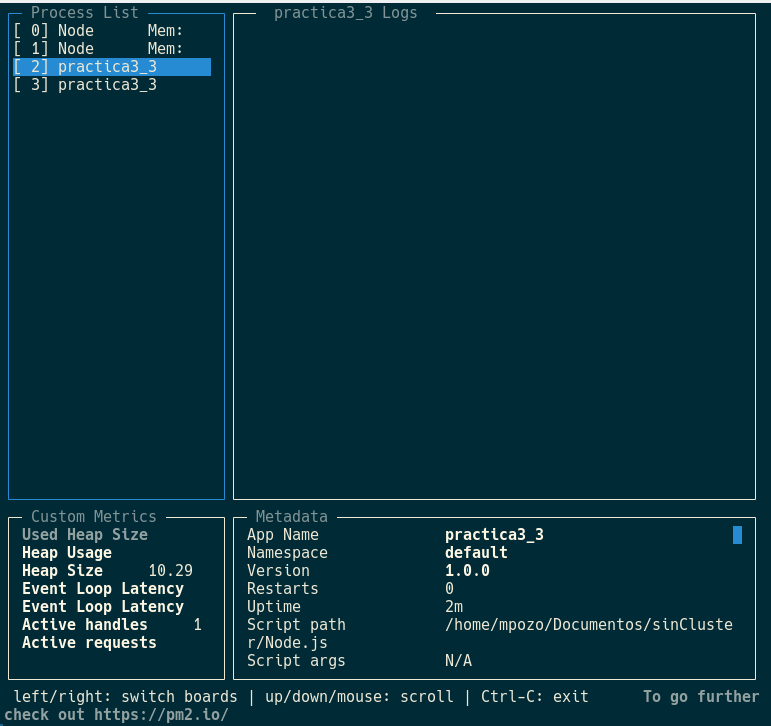 Process List
[ 0] Node Mem:
[ 1] Node Mem:
[ 2] practica3_3
[ 3] practica3_3
practica3_3 Logs
Custom Metrics
Used Heap Size
Heap Usage
Heap Size 10.29
Event Loop Latency
Event Loop Latency
Active handles 1
Active requests
Metadata
App Name practica3_3
Namespace default
Version 1.0.0
Restarts 0
Uptime 2m
Script path /home/mpozo/Documentos/sinCluste
r/Node.js
Script args N/A
left/right: switch boards | up/down/mouse: scroll | Ctrl-C: exit To go further
check out https://pm2.io/